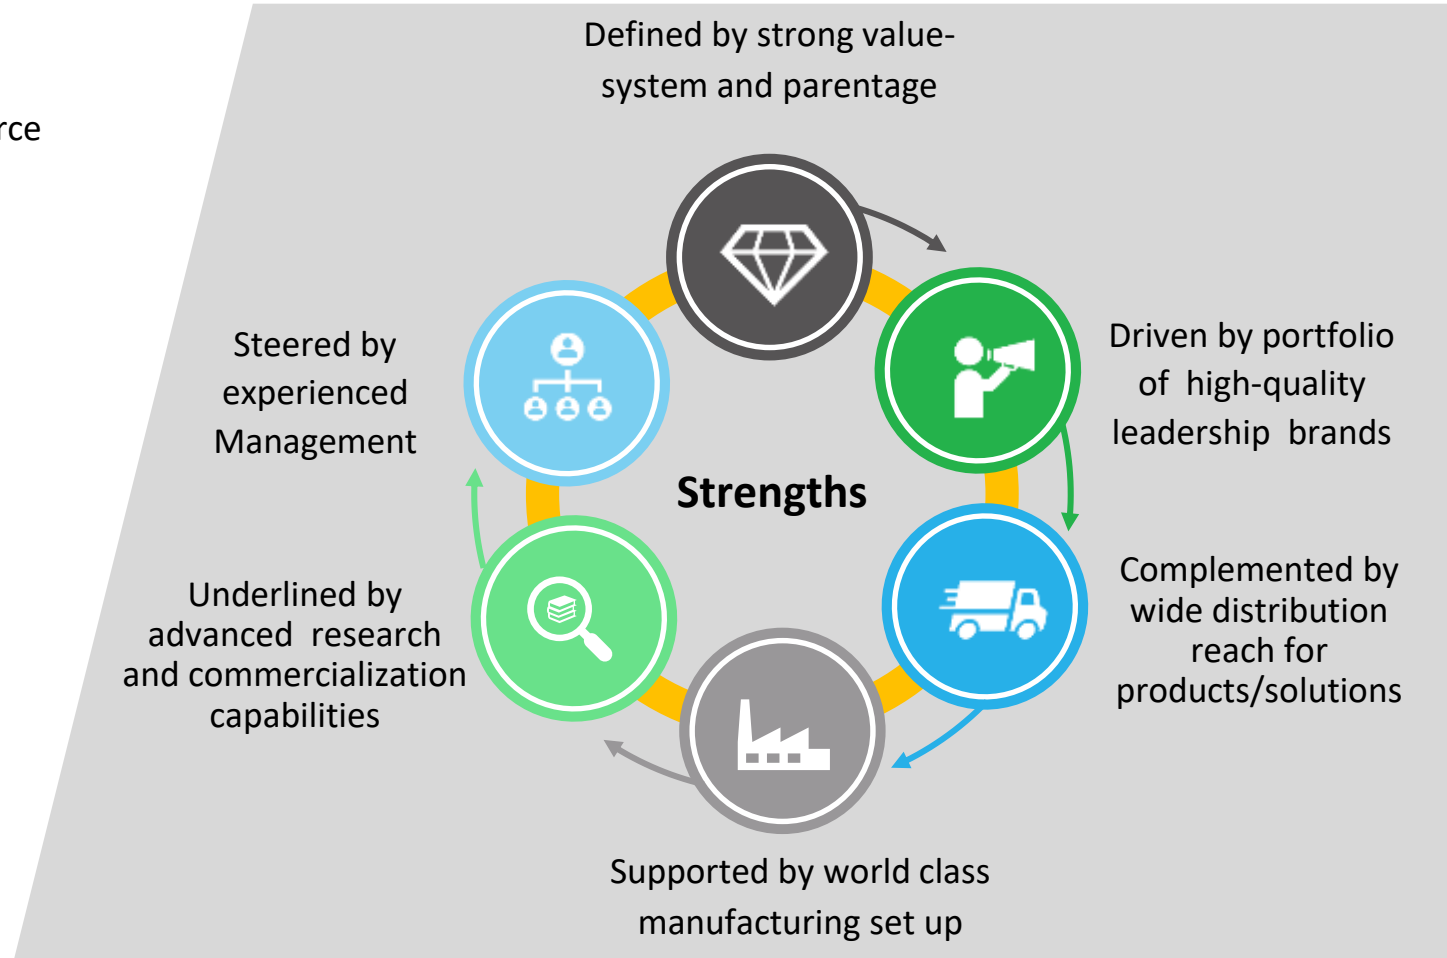 Defined by strong value-
system and parentage
rce
Driven by portfolio
of high-quality
leadership brands
Complemented by
wide distribution
reach for
products/solutions
Supported by world class
manufacturing set up
Underlined by
advanced research
and commercialization
capabilities
Steered by
experienced
Management
Strengths